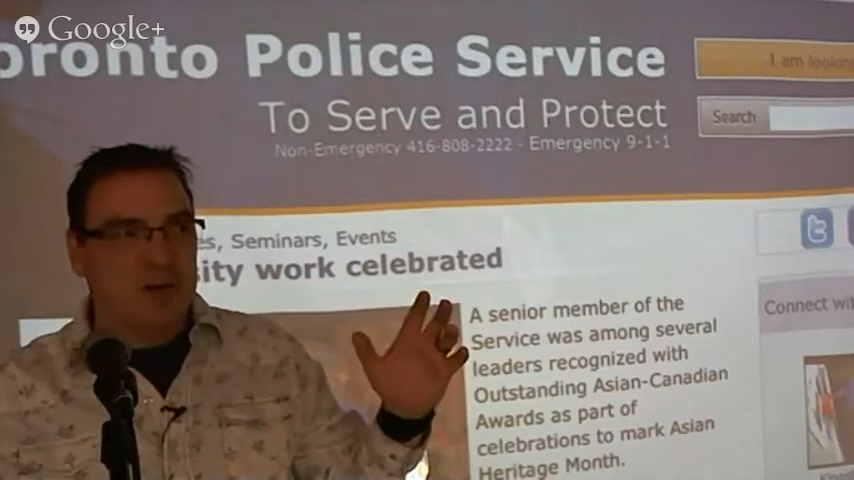 Google+
oronto Police Service
To Serve and Protect
Non-Emergency 416-808-2222 - Emergency 9-1-1
I am looking
Search
es, Seminars, Events
sity work celebrated
A senior member of the
Service was among several
leaders recognized with
Outstanding Asian-Canadian
Awards as part of
celebrations to mark Asian
Heritage Month.
Connect wit